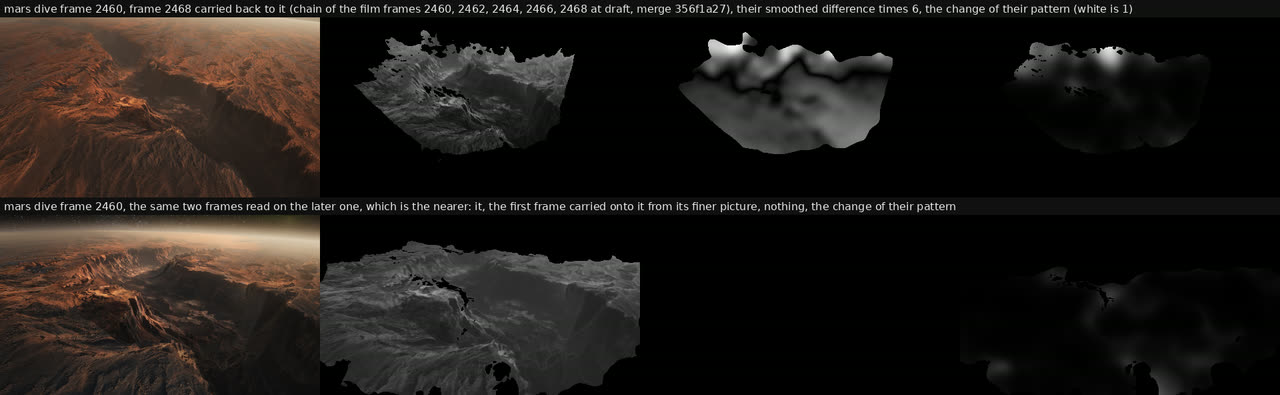 mars dive frame 2460, frame 2468 carried back to it (chain of the film frames 2460, 2462, 2464, 2466, 2468 at draft, merge 356f1a27), their smoothed difference times 6, the change of their pattern (white is 1)
mars dive frame 2460, the same two frames read on the later one, which is the nearer: it, the first frame carried onto it from its finer picture, nothing, the change of their pattern